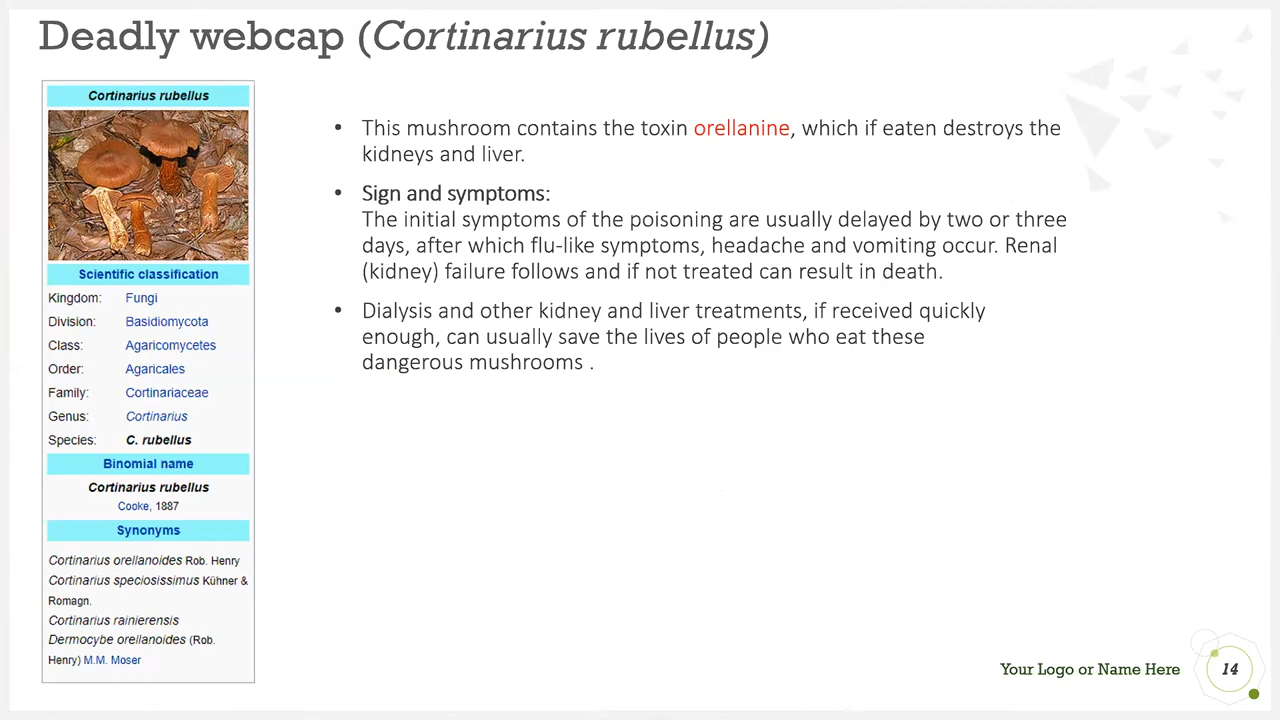 Deadly webcap (Cortinarius rubellus)
Cortinarius rubellus
Scientific classification
Kingdom: Fungi
Division: Basidiomycota
Class: Agaricomycetes
Order: Agaricales
Family: Cortinariaceae
Genus: Cortinarius
Species: C. rubellus
Binomial name
Cortinarius rubellus
Cooke, 1887
Synonyms
Cortinarius orellanoides Rob. Henry
Cortinarius speciosissimus Kühner &
Romagn.
Cortinarius rainierensis
Dermocybe orellanoides (Rob.
Henry) M.M. Moser
• This mushroom contains the toxin orellanine, which if eaten destroys the
kidneys and liver.
• Sign and symptoms:
The initial symptoms of the poisoning are usually delayed by two or three
days, after which flu-like symptoms, headache and vomiting occur. Renal
(kidney) failure follows and if not treated can result in death.
• Dialysis and other kidney and liver treatments, if received quickly
enough, can usually save the lives of people who eat these
dangerous mushrooms .
Your Logo or Name Here
14